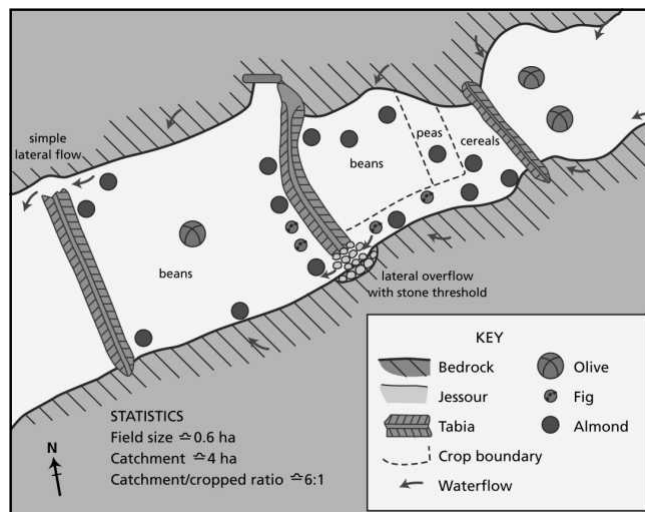 simple
lateral flow
beans
beans
peas
cereals
lateral overflow
with stone threshold
STATISTICS
Field size ≏0.6 ha
Catchment ≏4 ha
Catchment/cropped ratio ≏6:1
N
KEY
Bedrock
Jessour
Tabia
Crop boundary
Waterflow
Olive
Fig
Almond